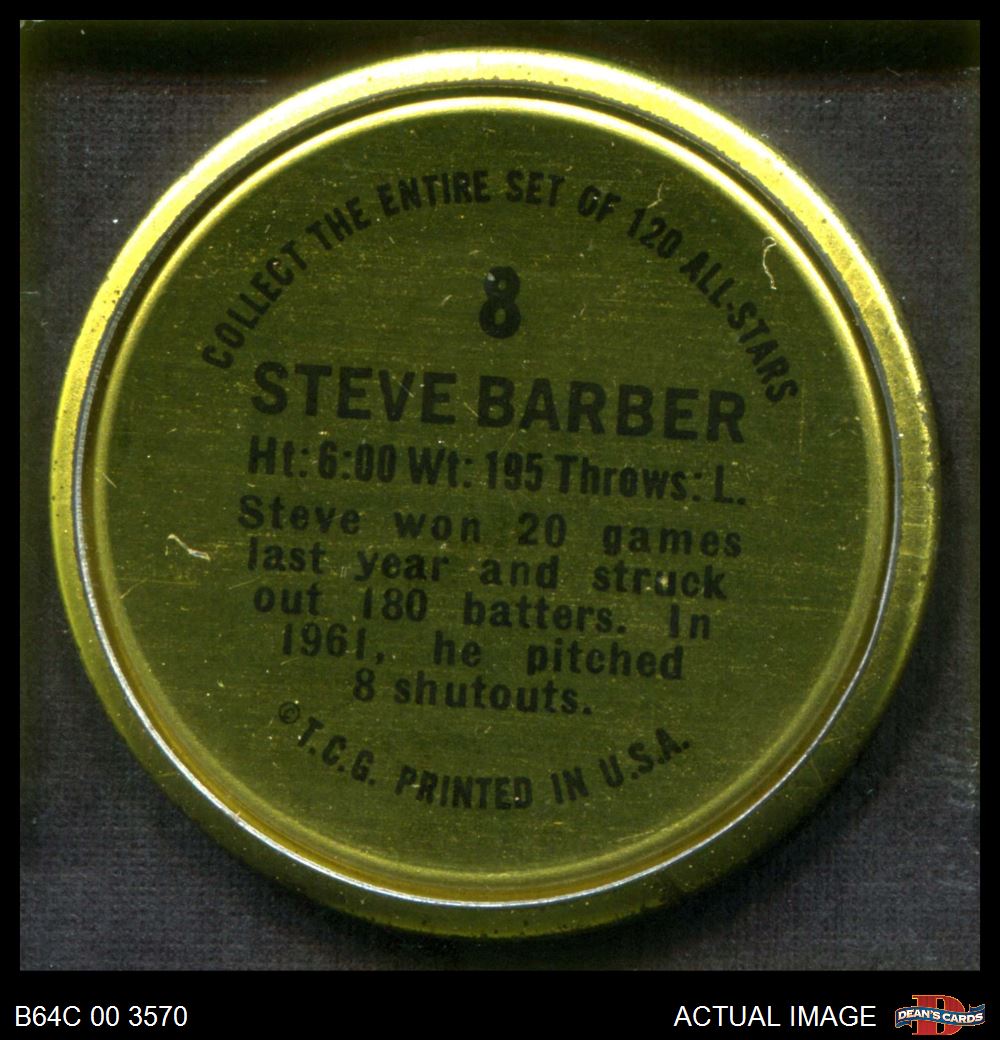 COLLECT THE ENTIRE SET OF 120 ALL-STARS
8
STEVE BARBER
Ht: 6:00 Wt: 195 Throws: L.
Steve won 20 games
last year and struck
out 180 batters. In
1961, he pitched
8 shutouts.
© T.C.G. PRINTED IN U.S.A.
B64C 00 3570
ACTUAL IMAGE
D
DEAN'S CARDS